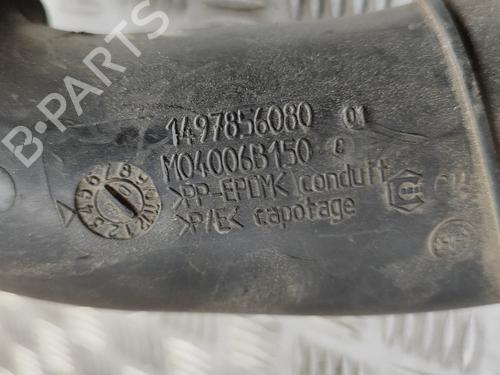 B-PARTS
1497856080 01
M04006B150 C
>PP-EPDM< conduit
>P/E< capotage